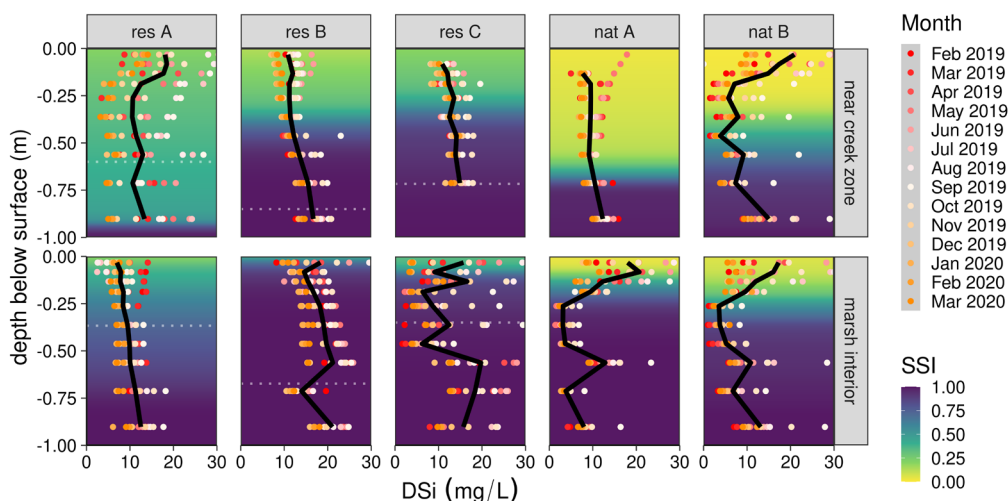 res A res B res C nat A nat B
0.00
-0.25
-0.50
-0.75
-1.00
near creek zone
0.00
-0.25
-0.50
-0.75
-1.00
marsh interior
depth below surface (m)
0 10 20 30 0 10 20 30 0 10 20 30 0 10 20 30 0 10 20 30
DSi (mg/L)
Month
Feb 2019
Mar 2019
Apr 2019
May 2019
Jun 2019
Jul 2019
Aug 2019
Sep 2019
Oct 2019
Nov 2019
Dec 2019
Jan 2020
Feb 2020
Mar 2020
SSI
1.00
0.75
0.50
0.25
0.00